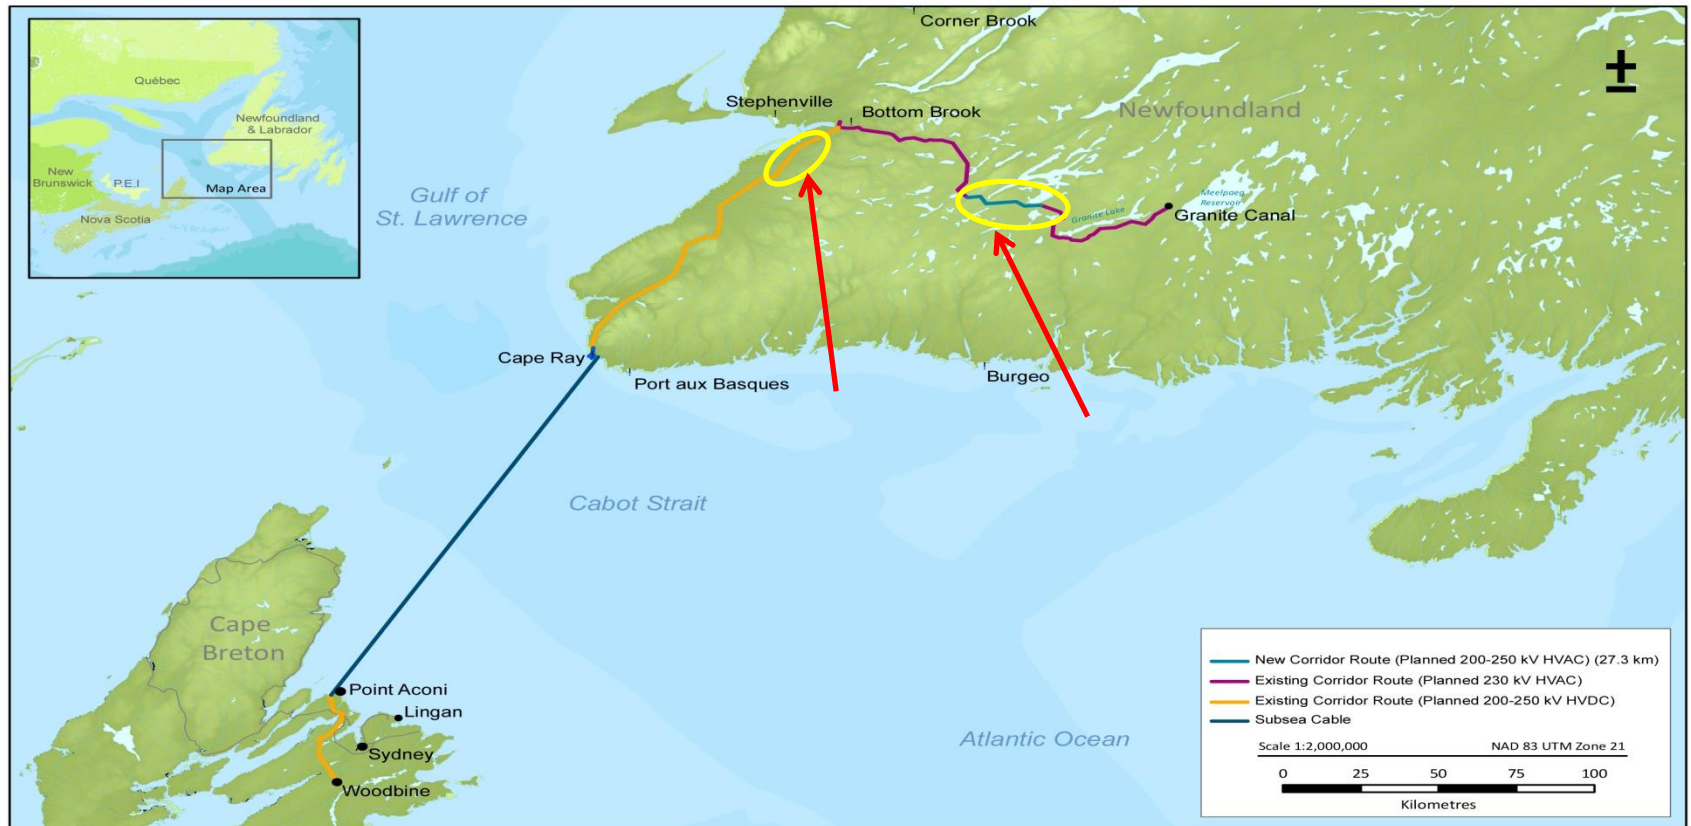 Corner Brook
Québec
Newfoundland
& Labrador
New
Brunswick
P.E.I
Map Area
Nova Scotia
Stephenville
Bottom Brook
Newfoundland
Gulf of
St. Lawrence
Meelpaeg
Reservoir
Granite Lake
Granite Canal
Cape Ray
Port aux Basques
Burgeo
Cabot Strait
Cape
Breton
Point Aconi
Lingan
Sydney
Woodbine
Atlantic Ocean
New Corridor Route (Planned 200-250 kV HVAC) (27.3 km)
Existing Corridor Route (Planned 230 kV HVAC)
Existing Corridor Route (Planned 200-250 kV HVDC)
Subsea Cable
Scale 1:2,000,000 NAD 83 UTM Zone 21
0 25 50 75 100
Kilometres